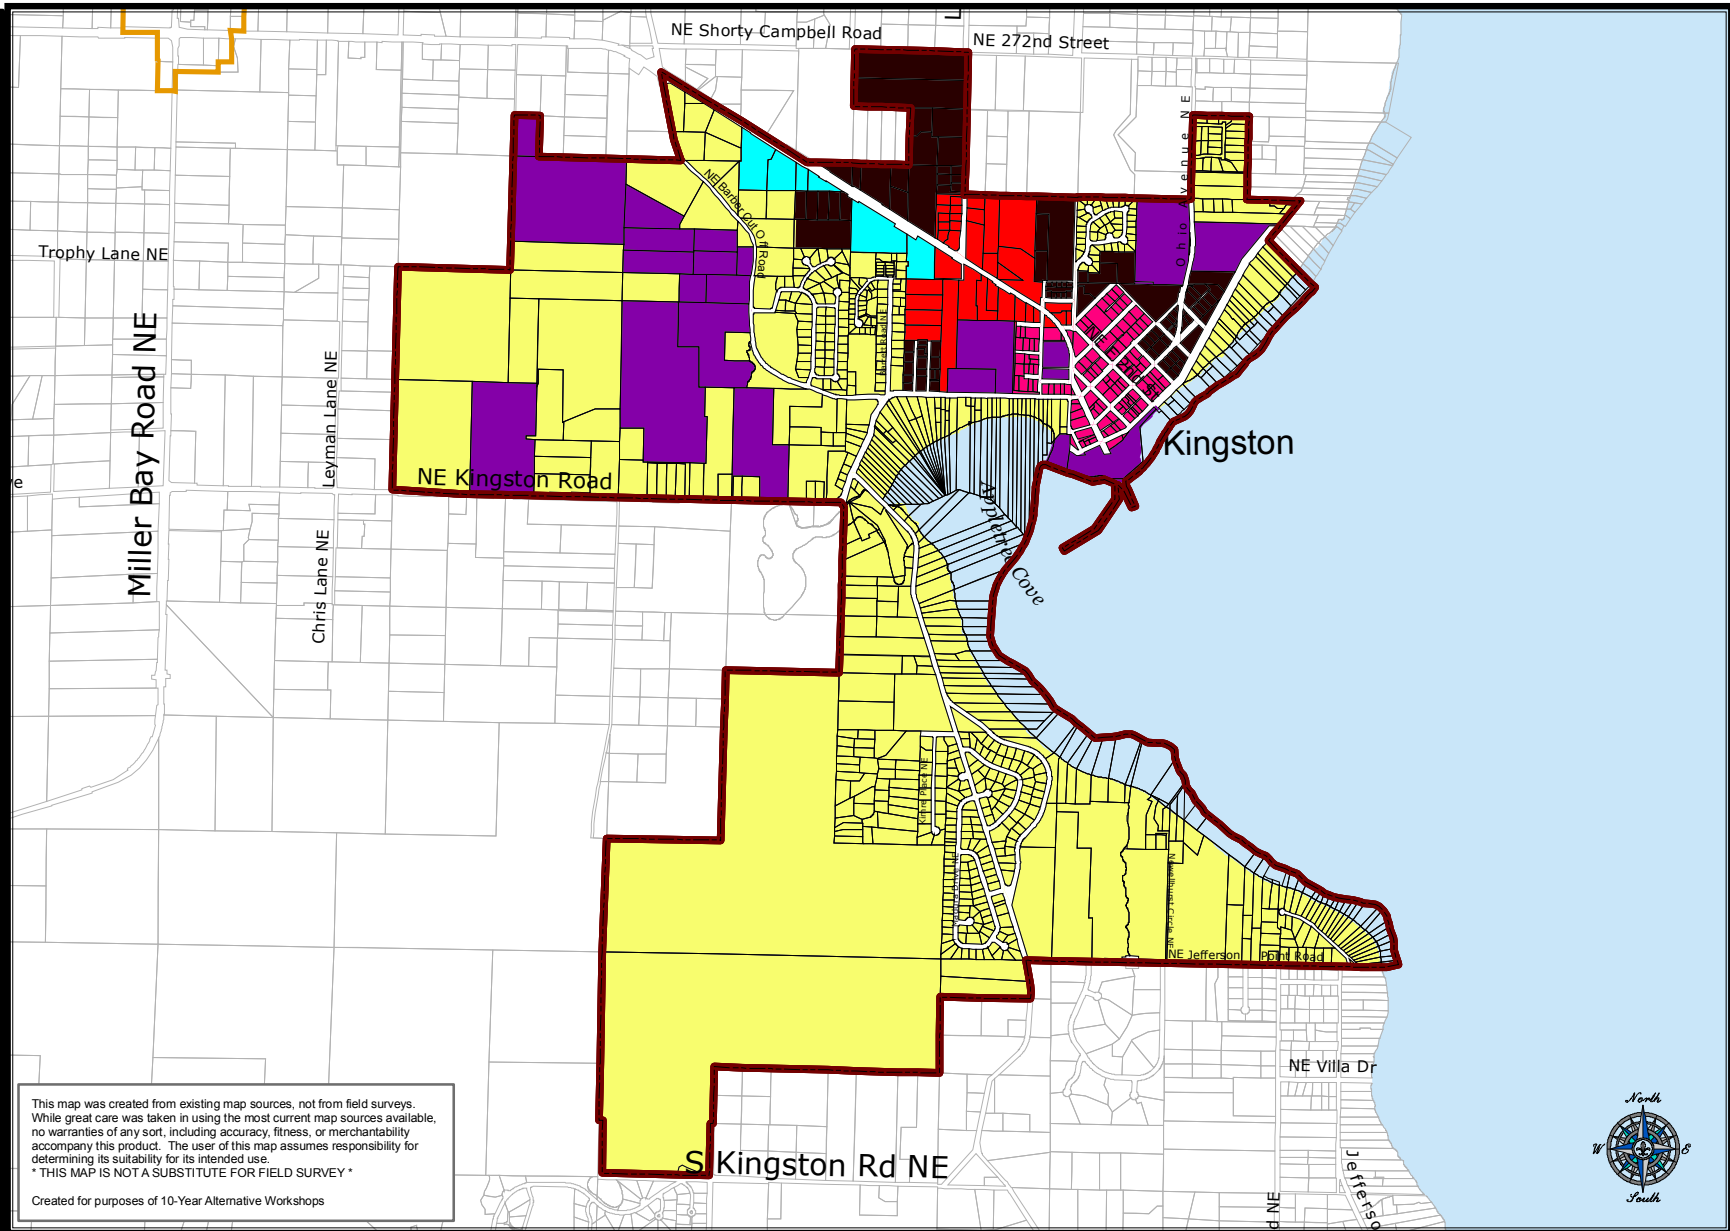 NE Shorty Campbell Road
NE 272nd Street
Ohio Avenue NE
NE Barber Cut Off Road
Trophy Lane NE
Miller Bay Road NE
Leyman Lane NE
Kingston
NE Kingston Road
Appletree Cove
Chris Lane NE
NE Jefferson Point Road
NE Villa Dr
S Kingston Rd NE
Jefferso
d NE
North
W
E
South
This map was created from existing map sources, not from field surveys.
While great care was taken in using the most current map sources available,
no warranties of any sort, including accuracy, fitness, or merchantability
accompany this product. The user of this map assumes responsibility for
determining its suitability for its intended use.
* THIS MAP IS NOT A SUBSTITUTE FOR FIELD SURVEY *
Created for purposes of 10-Year Alternative Workshops